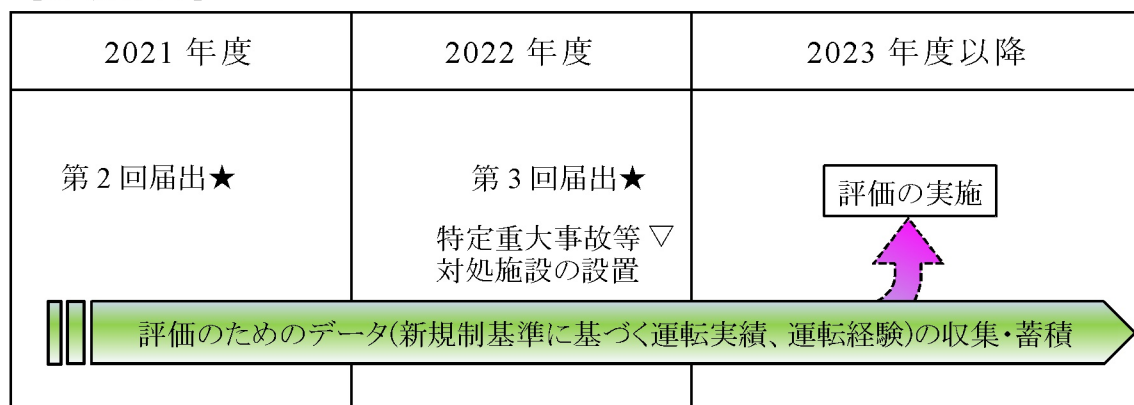 2021 年度
2022 年度
2023 年度以降
第 2 回届出★
第 3 回届出★
特定重大事故等 ▽
対処施設の設置
評価の実施
評価のためのデータ(新規制基準に基づく運転実績、運転経験)の収集・蓄積